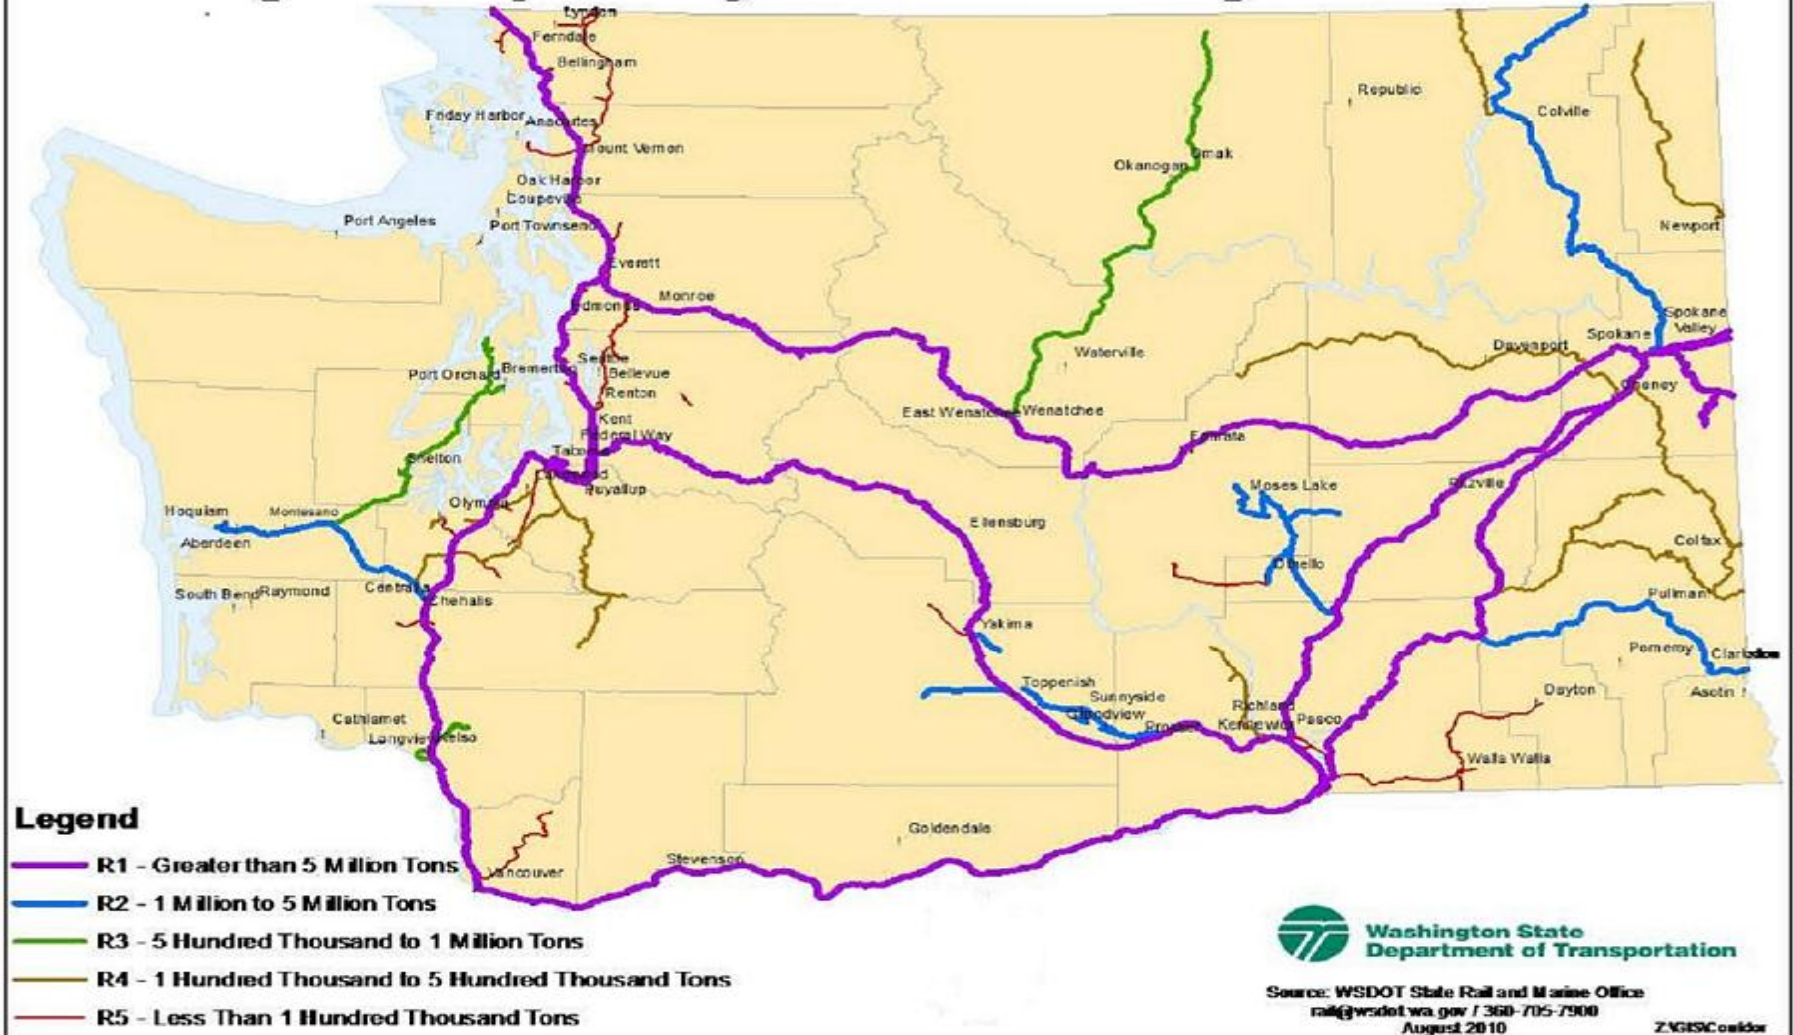 Lynden
Ferndale
Bellingham
Friday Harbor
Anacortes
Mount Vernon
Oak Harbor
Coupeville
Port Townsend
Port Angeles
Everett
Edmonds
Monroe
Republic
Colville
Omak
Okanogan
Newport
Spokane
Spokane
Valley
Davenport
Cheney
Waterville
East Wenatchee
Wenatchee
Ephrata
Seattle
Bellevue
Renton
Kent
Federal Way
Bremerton
Port Orchard
Tacoma
Lakewood
Puyallup
Shelton
Olympia
Hoquiam
Montesano
Aberdeen
Ellensburg
Moses Lake
Ritzville
Othello
Colfax
Pullman
South Bend
Raymond
Centralia
Chehalis
Yakima
Pomeroy
Clarkston
Asotin
Toppenish
Sunnyside
Grandview
Prosser
Richland
Kennewick
Pasco
Dayton
Walla Walla
Cathlamet
Longview
Kelso
Goldendale
Stevenson
Vancouver
Legend
R1 - Greater than 5 Million Tons
R2 - 1 Million to 5 Million Tons
R3 - 5 Hundred Thousand to 1 Million Tons
R4 - 1 Hundred Thousand to 5 Hundred Thousand Tons
R5 - Less Than 1 Hundred Thousand Tons
Washington State
Department of Transportation
Source: WSDOT State Rail and Marine Office
rail@wsdot.wa.gov / 360-705-7900
August 2010
Z:\GIS\Corridor